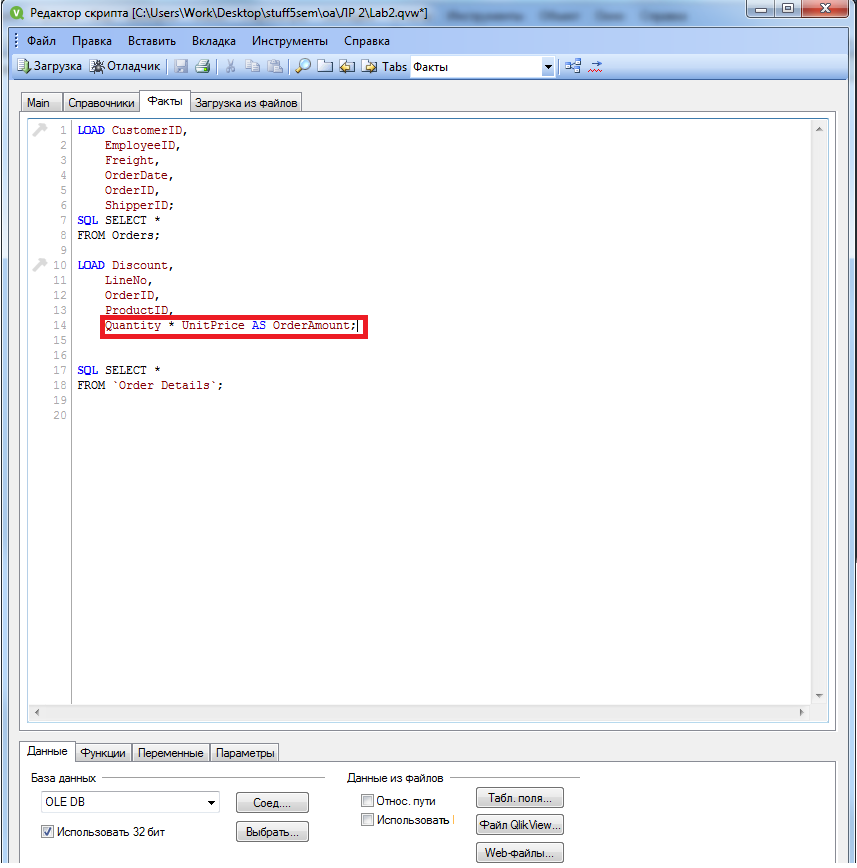 Редактор скрипта [C:\Users\Work\Desktop\stuff5sem\oa\ЛР 2\Lab2.qvw*]
Файл Правка Вставить Вкладка Инструменты Справка
Загрузка Отладчик Tabs Факты
Main Справочники Факты Загрузка из файлов
1 LOAD CustomerID,
2 EmployeeID,
3 Freight,
4 OrderDate,
5 OrderID,
6 ShipperID;
7 SQL SELECT *
8 FROM Orders;
9
10 LOAD Discount,
11 LineNo,
12 OrderID,
13 ProductID,
14 Quantity * UnitPrice AS OrderAmount;
15
16
17 SQL SELECT *
18 FROM `Order Details`;
19
20
Данные Функции Переменные Параметры
База данных Данные из файлов
OLE DB Соед.... Относ. пути Табл. поля...
Использовать 32 бит Выбрать... Использовать Файл QlikView...
Web-файлы...